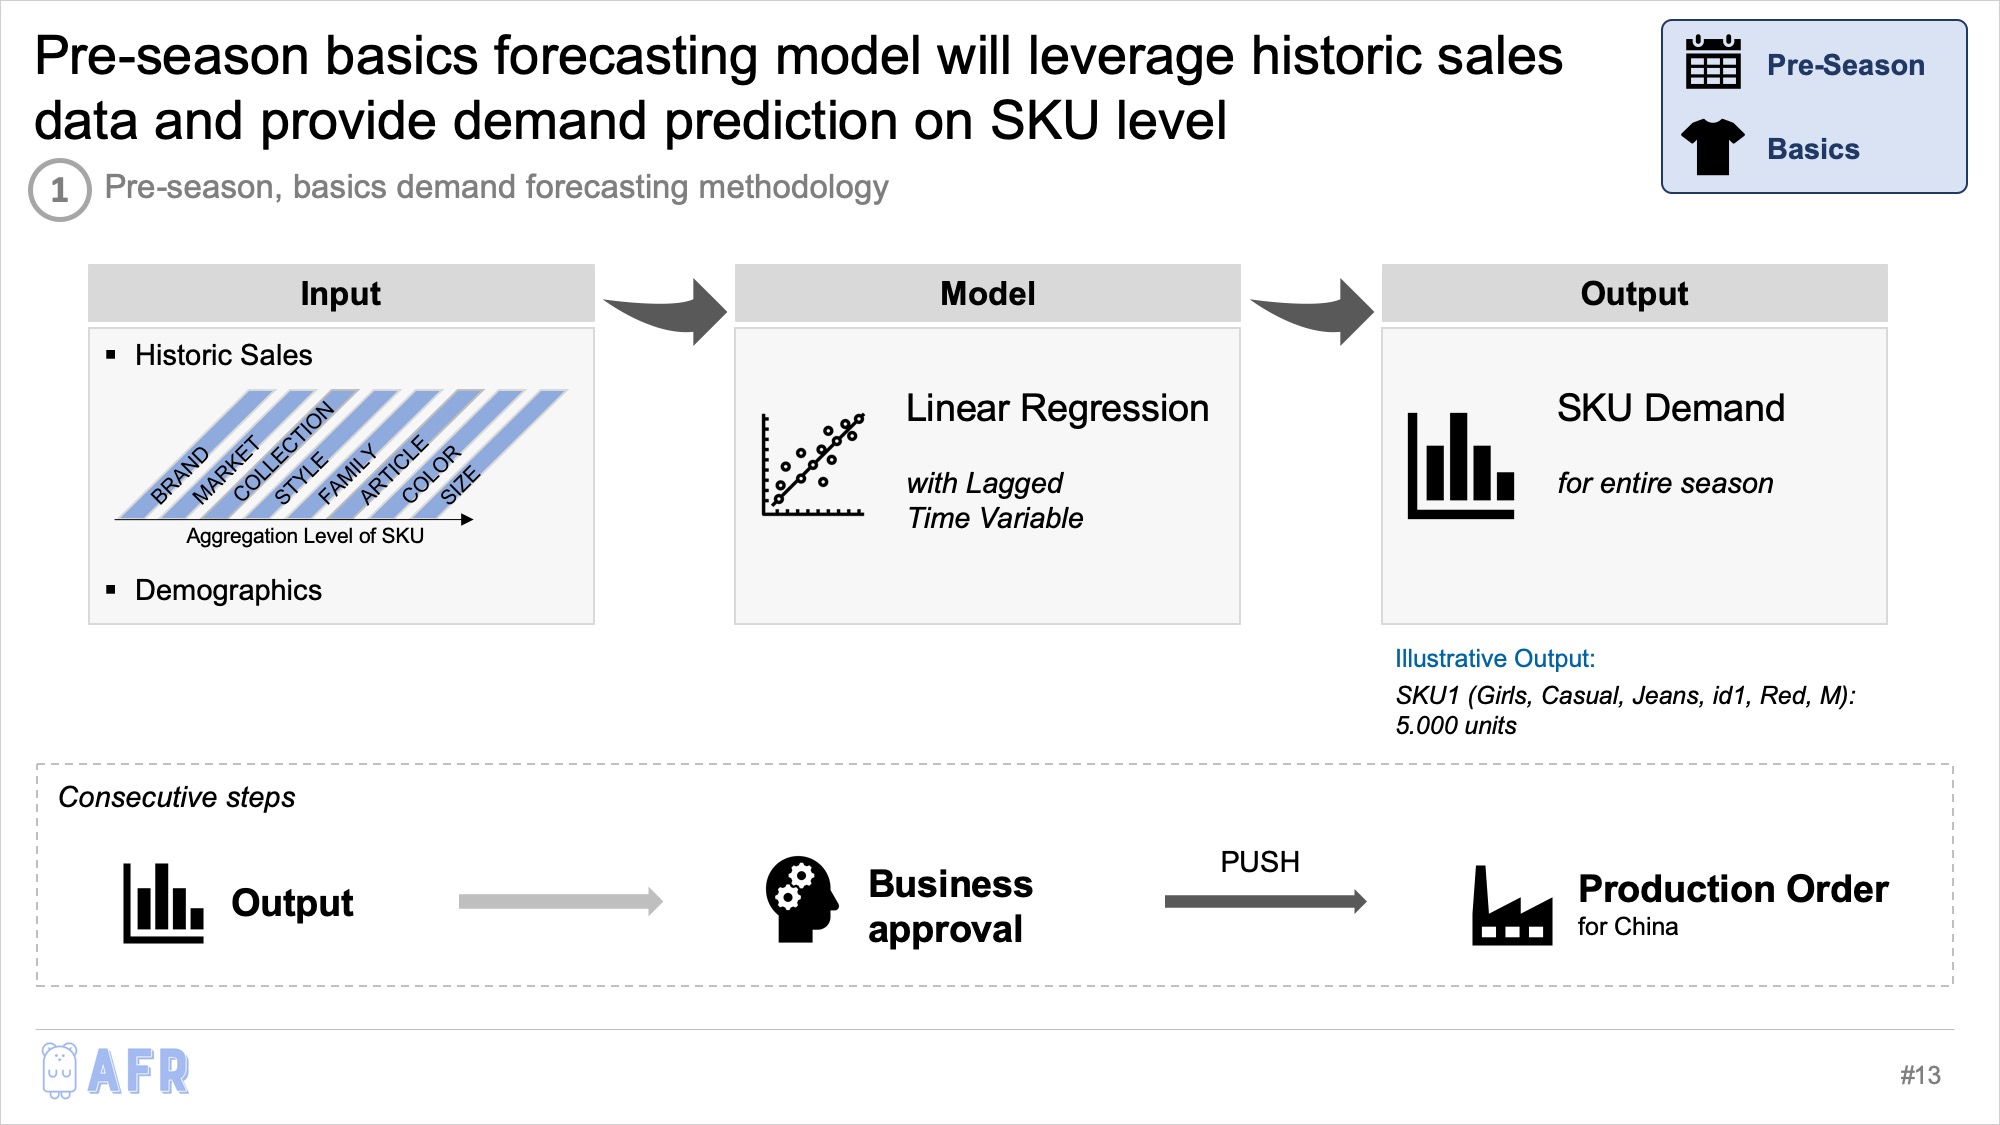 Pre-season basics forecasting model will leverage historic sales
data and provide demand prediction on SKU level
Pre-Season
Basics
1
Pre-season, basics demand forecasting methodology
Input
▪ Historic Sales
BRAND
MARKET
COLLECTION
STYLE
FAMILY
ARTICLE
COLOR
SIZE
Aggregation Level of SKU
▪ Demographics
Model
Linear Regression
with Lagged
Time Variable
Output
SKU Demand
for entire season
Illustrative Output:
SKU1 (Girls, Casual, Jeans, id1, Red, M):
5.000 units
Consecutive steps
Output
Business
approval
PUSH
Production Order
for China
AFR
#13